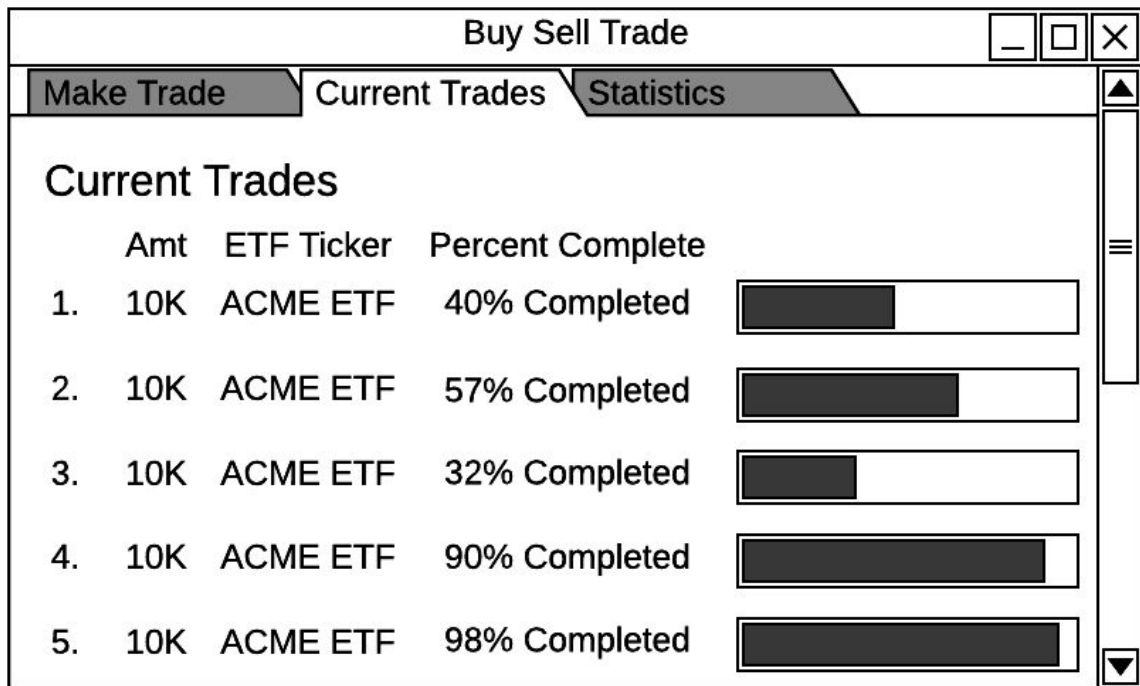 Buy Sell Trade
Make Trade Current Trades Statistics
Current Trades
Amt ETF Ticker Percent Complete
1. 10K ACME ETF 40% Completed
2. 10K ACME ETF 57% Completed
3. 10K ACME ETF 32% Completed
4. 10K ACME ETF 90% Completed
5. 10K ACME ETF 98% Completed